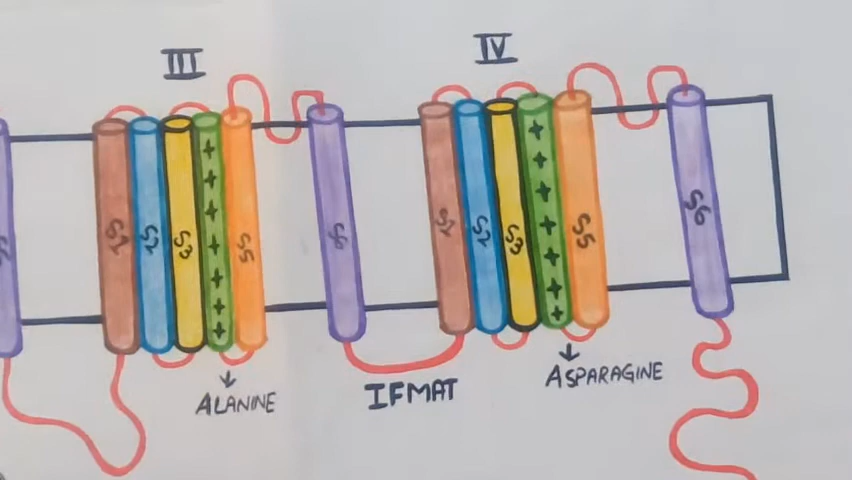 III
IV
+ + + + + +
+ + + + + + +
S1 S2 S3 S5 S6
S1 S2 S3 S5 S6
ALANINE
IFMAT
ASPARAGINE